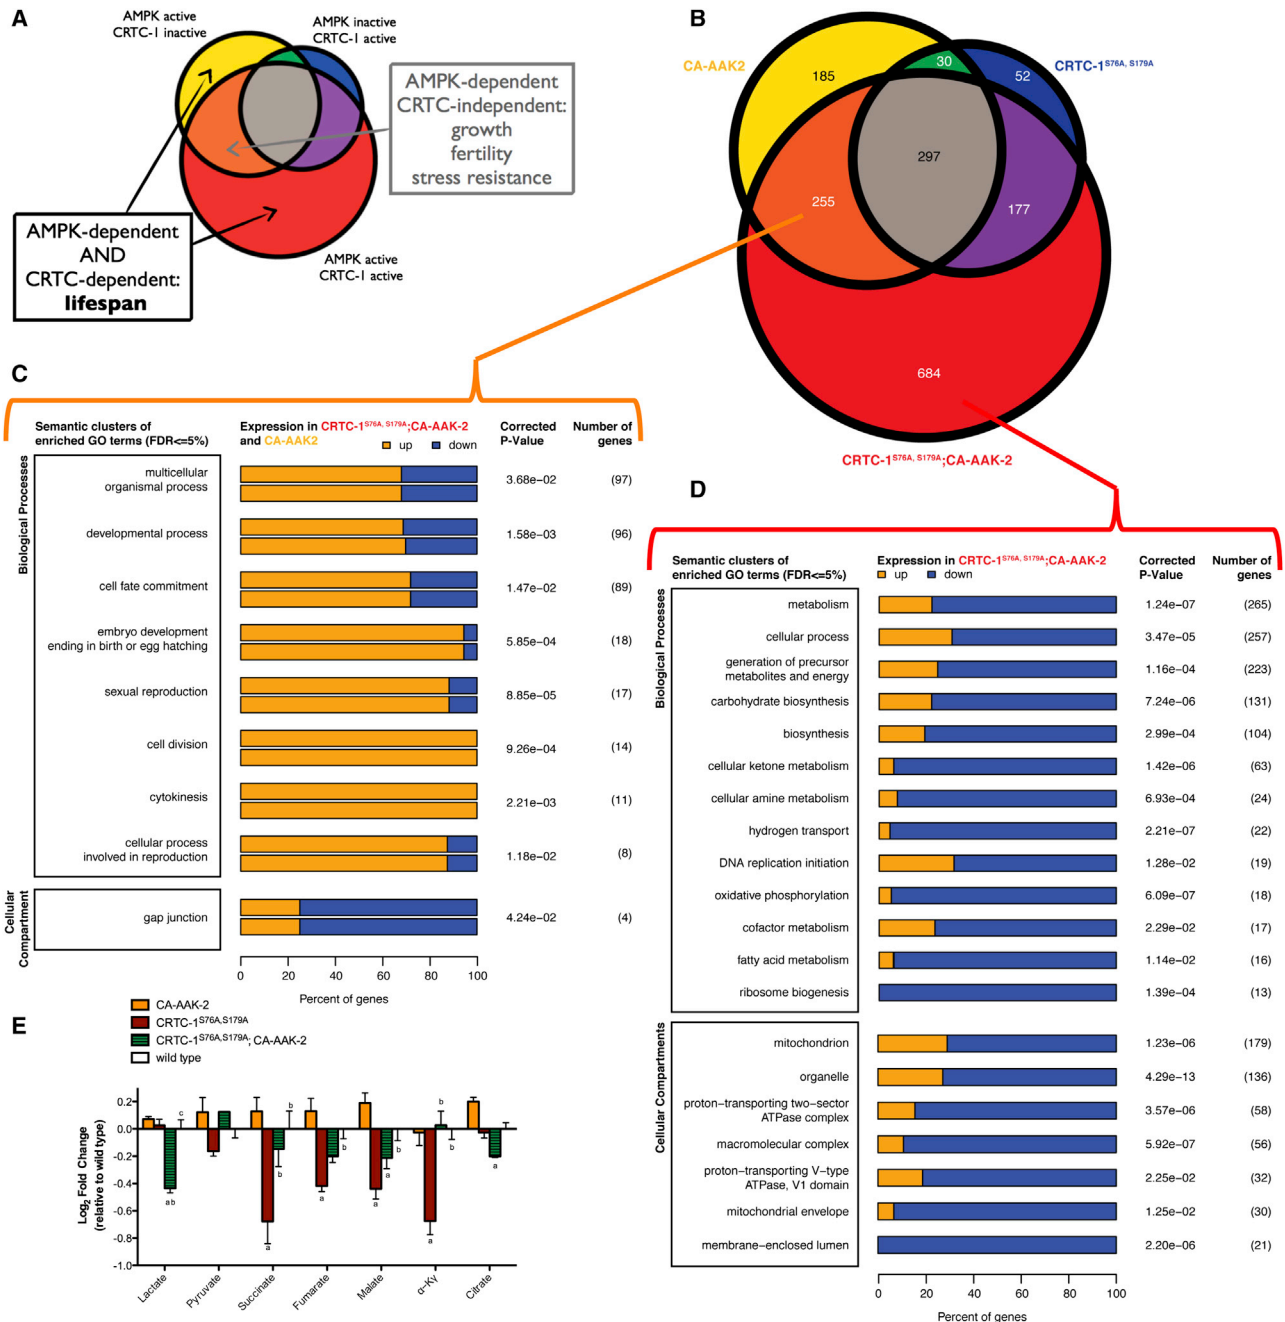 A
AMPK active
CRTC-1 inactive
AMPK inactive
CRTC-1 active
AMPK-dependent
CRTC-independent:
growth
fertility
stress resistance
AMPK-dependent
AND
CRTC-dependent:
lifespan
AMPK active
CRTC-1 active
B
CA-AAK2
CRTC-1S76A, S179A
185
30
52
297
255
177
684
CRTC-1S76A, S179A;CA-AAK-2
C
Semantic clusters of
enriched GO terms (FDR<=5%)
Expression in CRTC-1S76A, S179A;CA-AAK-2
and CA-AAK2
up down
Corrected
P-Value
Number of
genes
Biological Processes
multicellular
organismal process
3.68e−02 (97)
developmental process 1.58e−03 (96)
cell fate commitment 1.47e−02 (89)
embryo development
ending in birth or egg hatching
5.85e−04 (18)
sexual reproduction 8.85e−05 (17)
cell division 9.26e−04 (14)
cytokinesis 2.21e−03 (11)
cellular process
involved in reproduction
1.18e−02 (8)
Cellular
Compartment
gap junction 4.24e−02 (4)
0 20 40 60 80 100
Percent of genes
D
Semantic clusters of
enriched GO terms (FDR<=5%)
Expression in CRTC-1S76A, S179A;CA-AAK-2
up down
Corrected
P-Value
Number of
genes
Biological Processes
metabolism 1.24e−07 (265)
cellular process 3.47e−05 (257)
generation of precursor
metabolites and energy
1.16e−04 (223)
carbohydrate biosynthesis 7.24e−06 (131)
biosynthesis 2.99e−04 (104)
cellular ketone metabolism 1.42e−06 (63)
cellular amine metabolism 6.93e−04 (24)
hydrogen transport 2.21e−07 (22)
DNA replication initiation 1.28e−02 (19)
oxidative phosphorylation 6.09e−07 (18)
cofactor metabolism 2.29e−02 (17)
fatty acid metabolism 1.14e−02 (16)
ribosome biogenesis 1.39e−04 (13)
Cellular Compartments
mitochondrion 1.23e−06 (179)
organelle 4.29e−13 (136)
proton−transporting two−sector
ATPase complex
3.57e−06 (58)
macromolecular complex 5.92e−07 (56)
proton−transporting V−type
ATPase, V1 domain
2.25e−02 (32)
mitochondrial envelope 1.25e−02 (30)
membrane−enclosed lumen 2.20e−06 (21)
0 20 40 60 80 100
Percent of genes
E
CA-AAK-2
CRTC-1S76A,S179A
CRTC-1S76A,S179A; CA-AAK-2
wild type
Log2 Fold Change
(relative to wild type)
0.2
0.0
-0.2
-0.4
-0.6
-0.8
-1.0
c
ab
b
b
a
b
a
b
a
a
b
b
a
a
Lactate
Pyruvate
Succinate
Fumarate
Malate
α-Kγ
Citrate